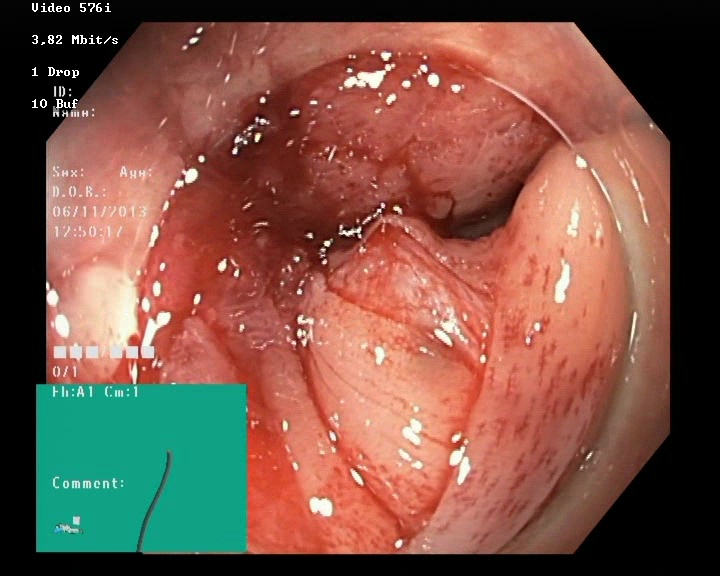 Video 576i
3,82 Mbit/s
1 Drop
ID:
10 Buf
Name:
Sex: Age:
D.O.B.:
06/11/2013
12:50:17
0/1
Eh:A1 Cm:1
Comment: